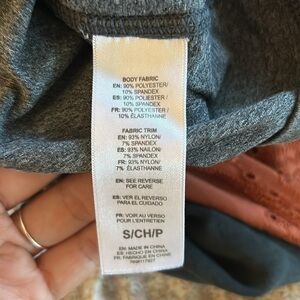 BODY FABRIC
EN: 90% POLYESTER/
10% SPANDEX
ES: 90% POLIESTER /
10% SPANDEX
FR: 90% POLYESTER /
10% ÉLASTHANNE
FABRIC TRIM
EN: 93% NYLON/
7% SPANDEX
ES: 93% NAILON/
7% SPANDEX
FR: 93% NYLON/
7% ÉLASTHANNE
EN: SEE REVERSE
FOR CARE
ES: VER EL REVERSO
PARA EL CUIDADO
FR: VOIR AU VERSO
POUR L'ENTRETIEN
S/CH/P
EN: MADE IN CHINA
ES: HECHO EN CHINA
FR: FABRIQUÉ EN CHINE